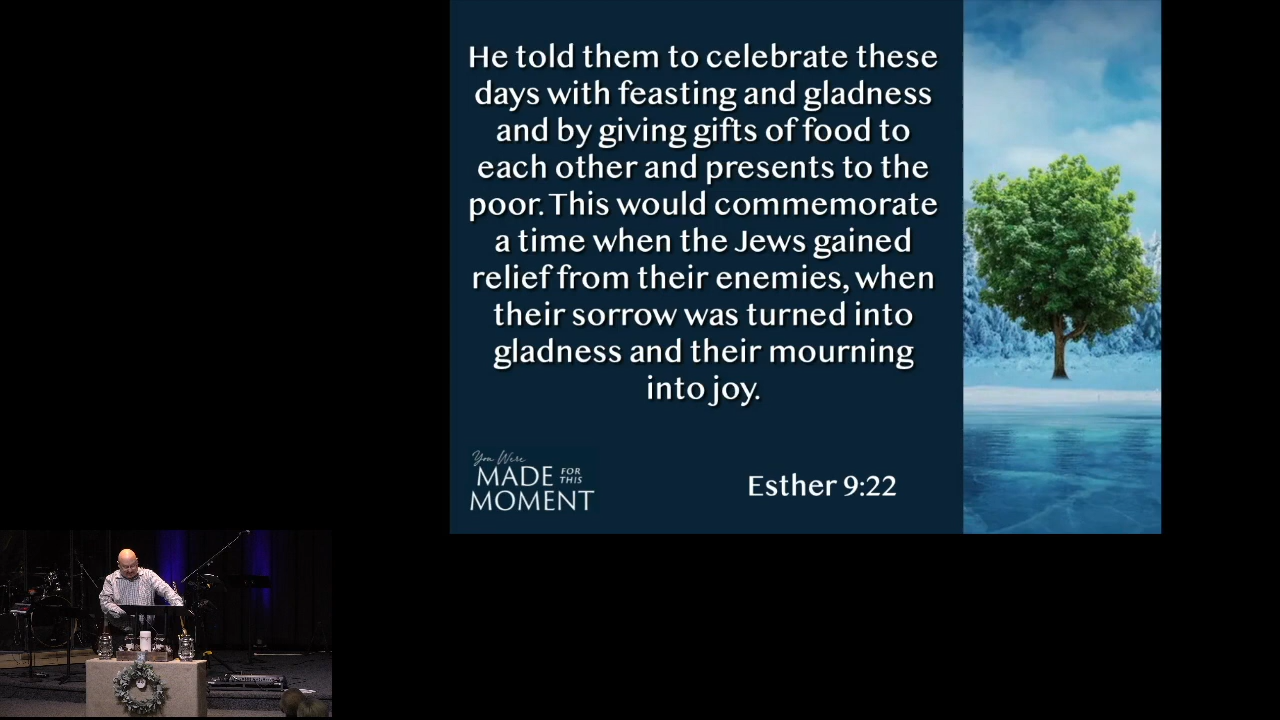 He told them to celebrate these
days with feasting and gladness
and by giving gifts of food to
each other and presents to the
poor. This would commemorate
a time when the Jews gained
relief from their enemies, when
their sorrow was turned into
gladness and their mourning
into joy.
You Were
MADE FOR THIS
MOMENT
Esther 9:22